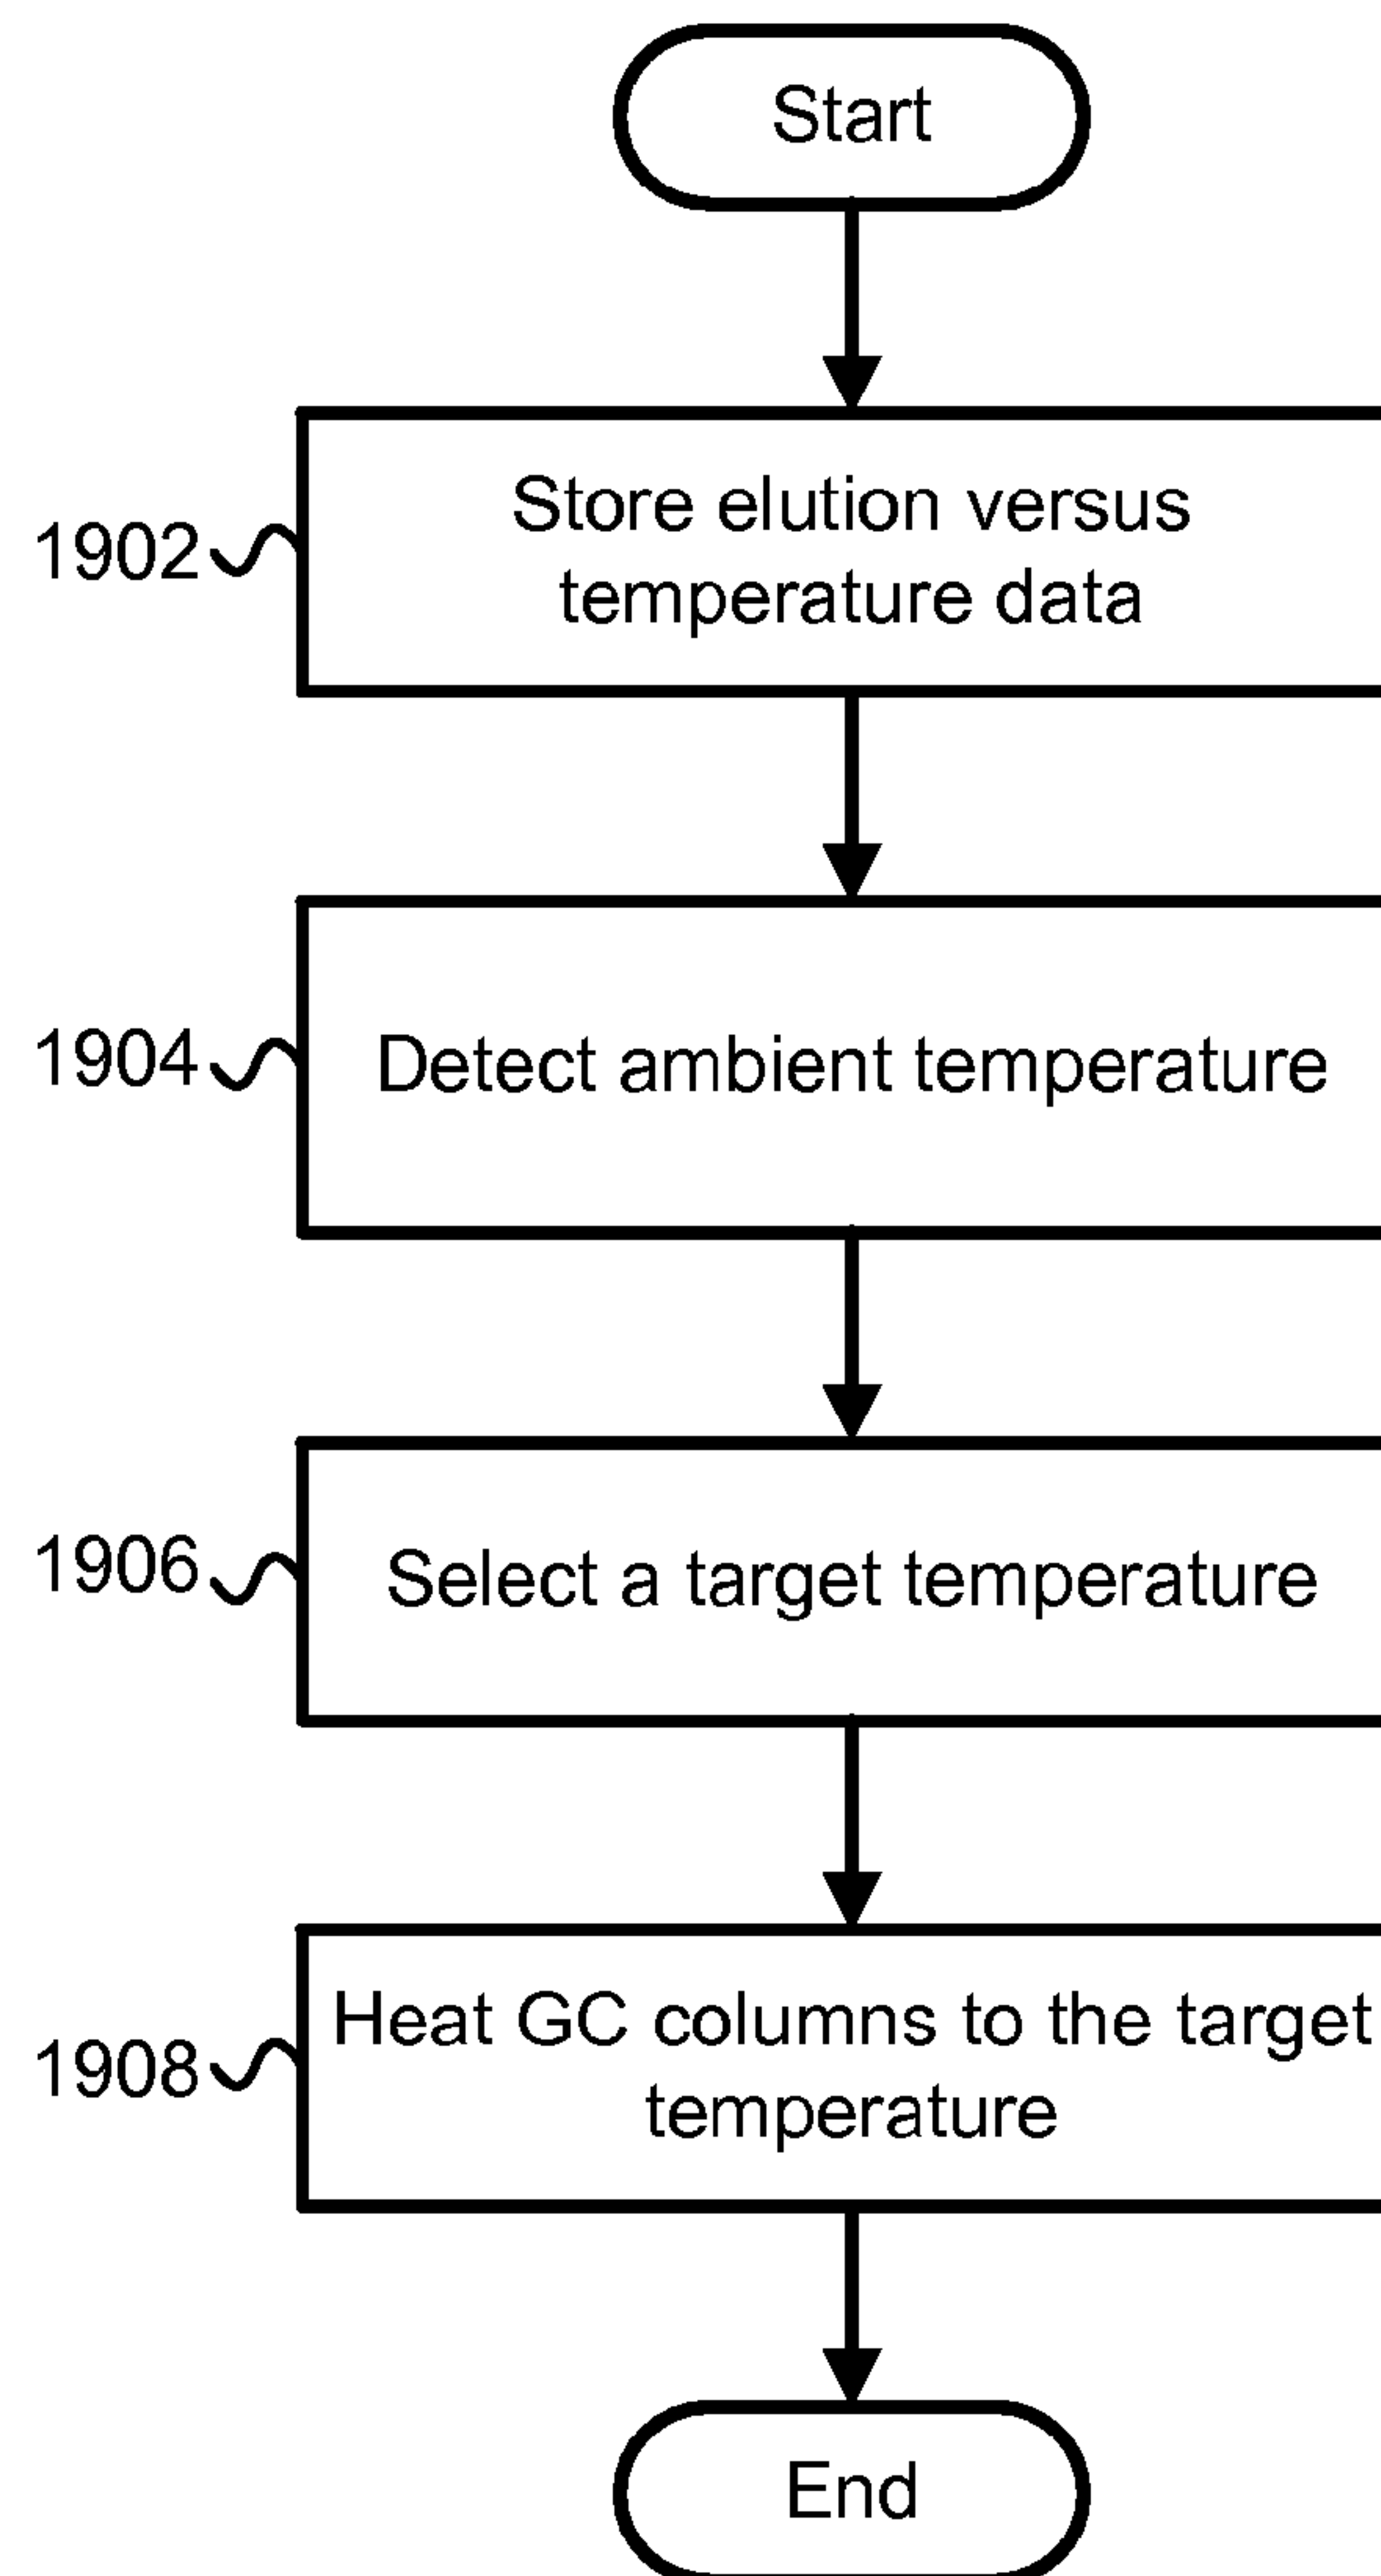 Start
1902
Store elution versus
temperature data
1904
Detect ambient temperature
1906
Select a target temperature
1908
Heat GC columns to the target
temperature
End